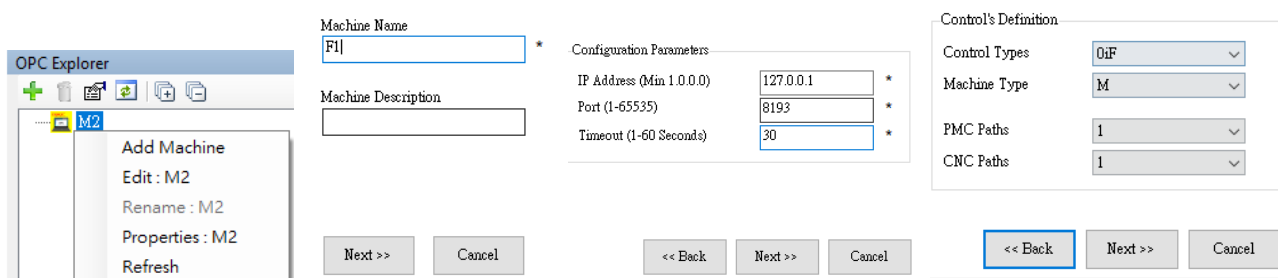 OPC Explorer
M2
Add Machine
Edit : M2
Rename : M2
Properties : M2
Refresh
Machine Name
F1 *
Machine Description
Next >> Cancel
Configuration Parameters
IP Address (Min 1.0.0.0) 127.0.0.1 *
Port (1-65535) 8193 *
Timeout (1-60 Seconds) 30 *
<< Back Next >> Cancel
Control's Definition
Control Types 0iF
Machine Type M
PMC Paths 1
CNC Paths 1
<< Back Next >> Cancel